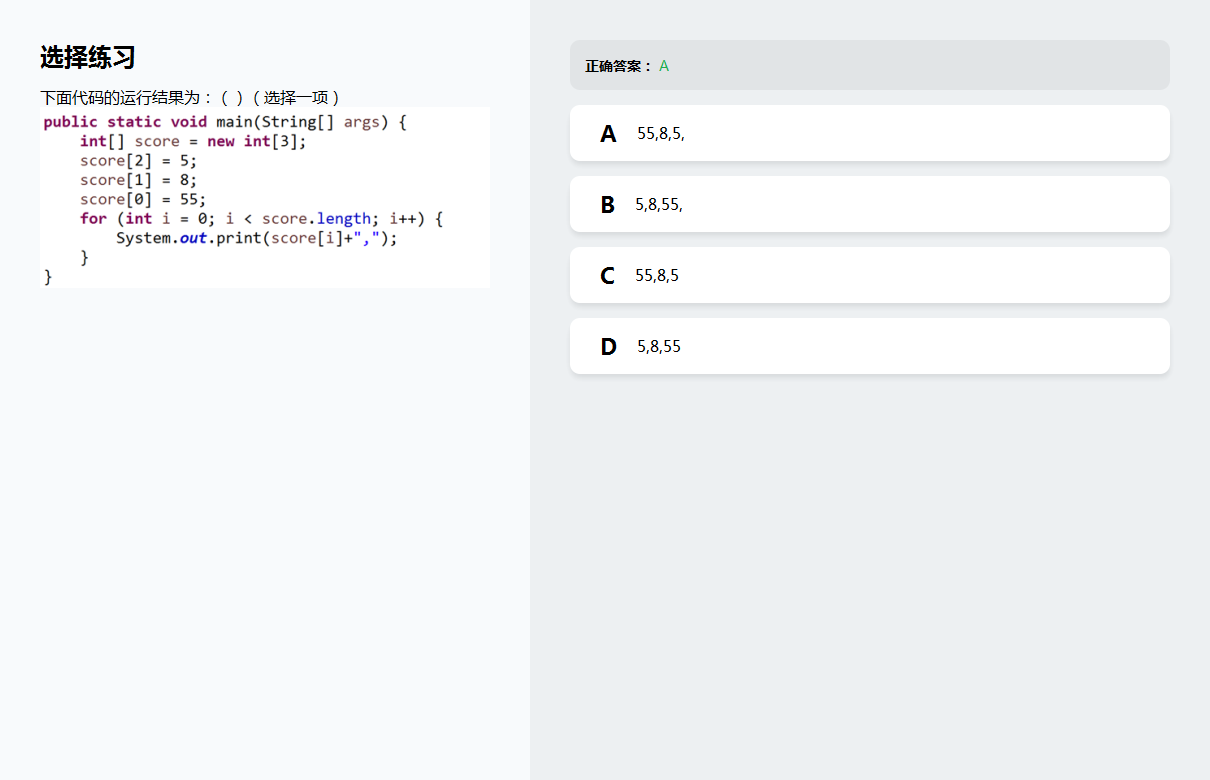 选择练习
下面代码的运行结果为：（ ）（选择一项）
public static void main(String[] args) {
    int[] score = new int[3];
    score[2] = 5;
    score[1] = 8;
    score[0] = 55;
    for (int i = 0; i < score.length; i++) {
        System.out.print(score[i]+",");
    }
}
正确答案： A
A 55,8,5,
B 5,8,55,
C 55,8,5
D 5,8,55